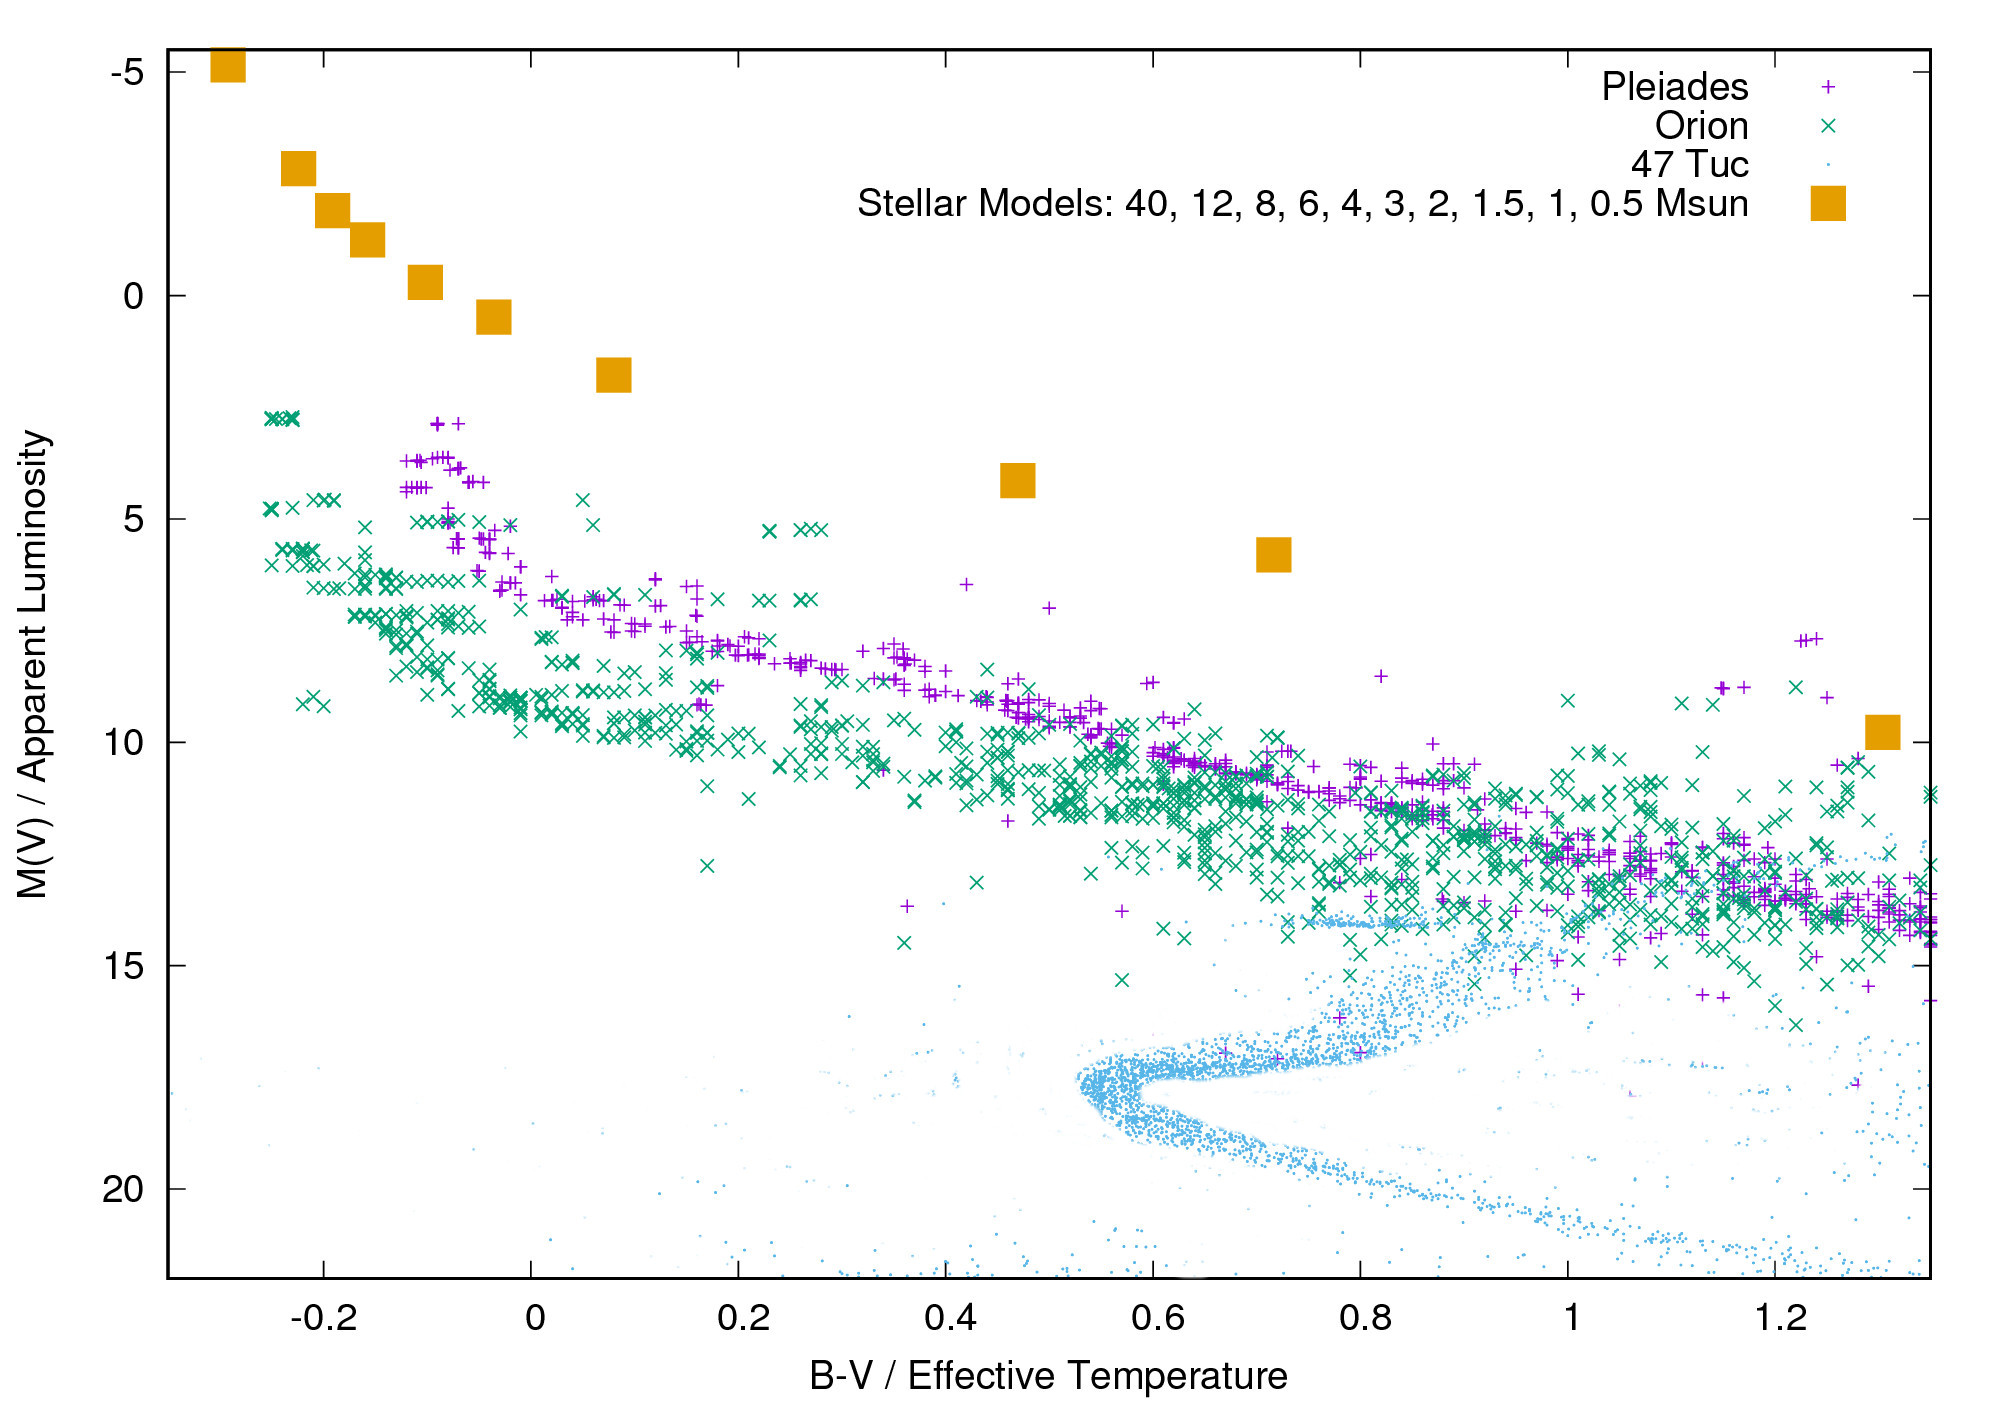 Pleiades
Orion
47 Tuc
Stellar Models: 40, 12, 8, 6, 4, 3, 2, 1.5, 1, 0.5 Msun
-5
0
5
10
15
20
M(V) / Apparent Luminosity
-0.2 0 0.2 0.4 0.6 0.8 1 1.2
B-V / Effective Temperature